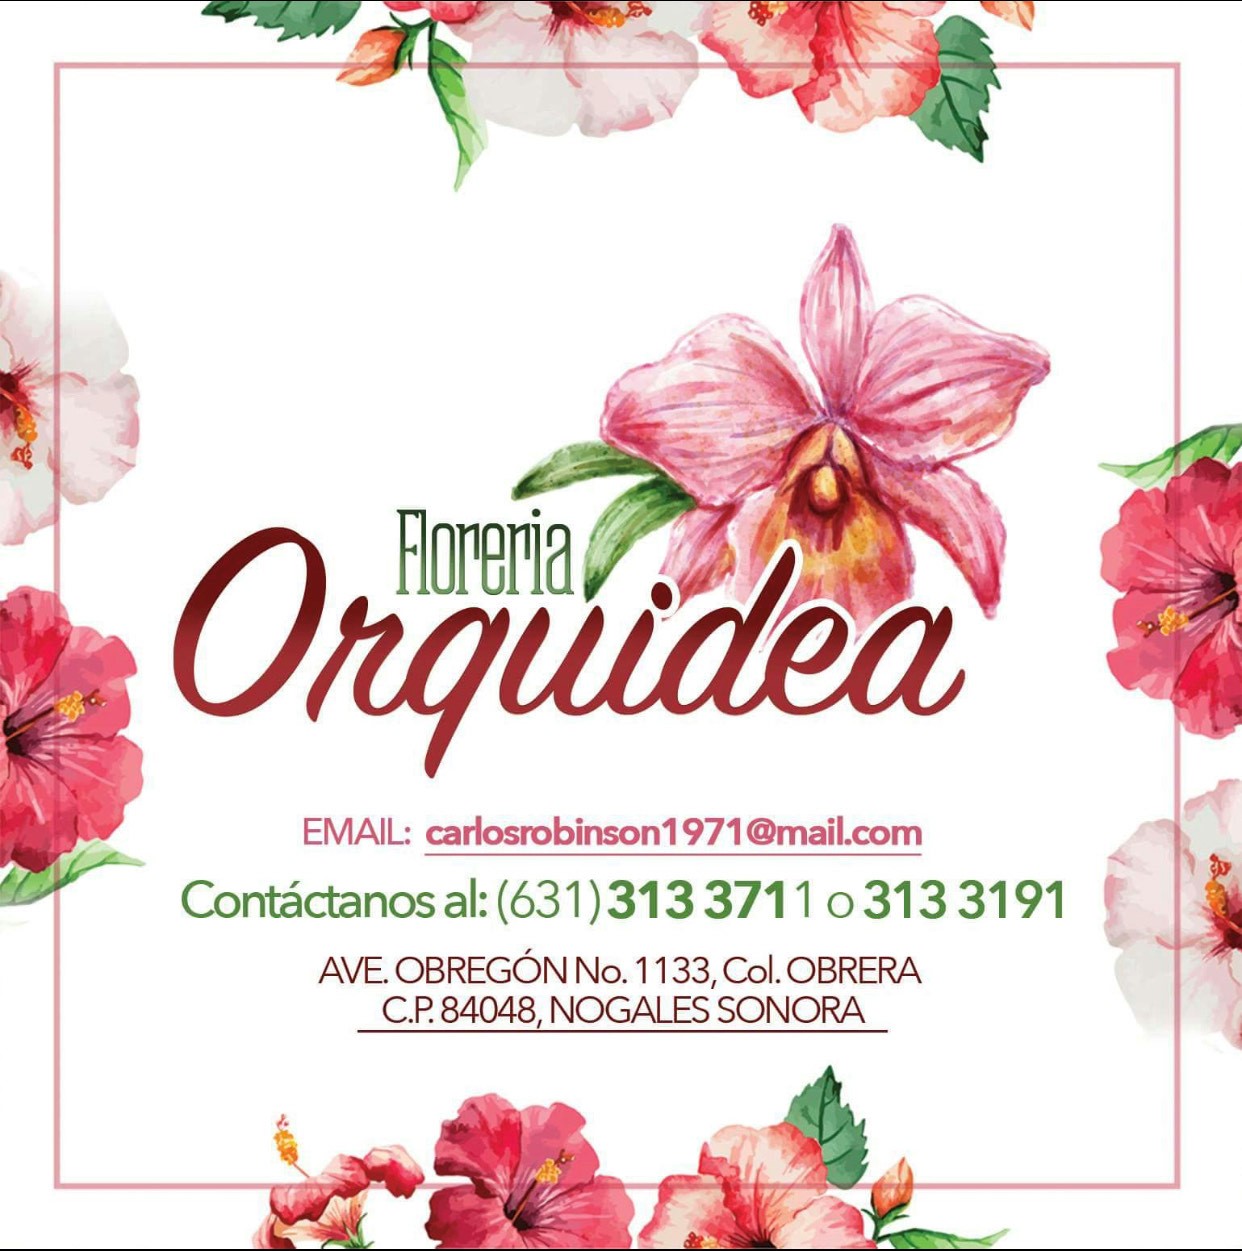 Floreria
Orquidea
EMAIL: carlosrobinson1971@mail.com
Contáctanos al: (631) 313 3711 o 313 3191
AVE. OBREGÓN No. 1133, Col. OBRERA
C.P. 84048, NOGALES SONORA